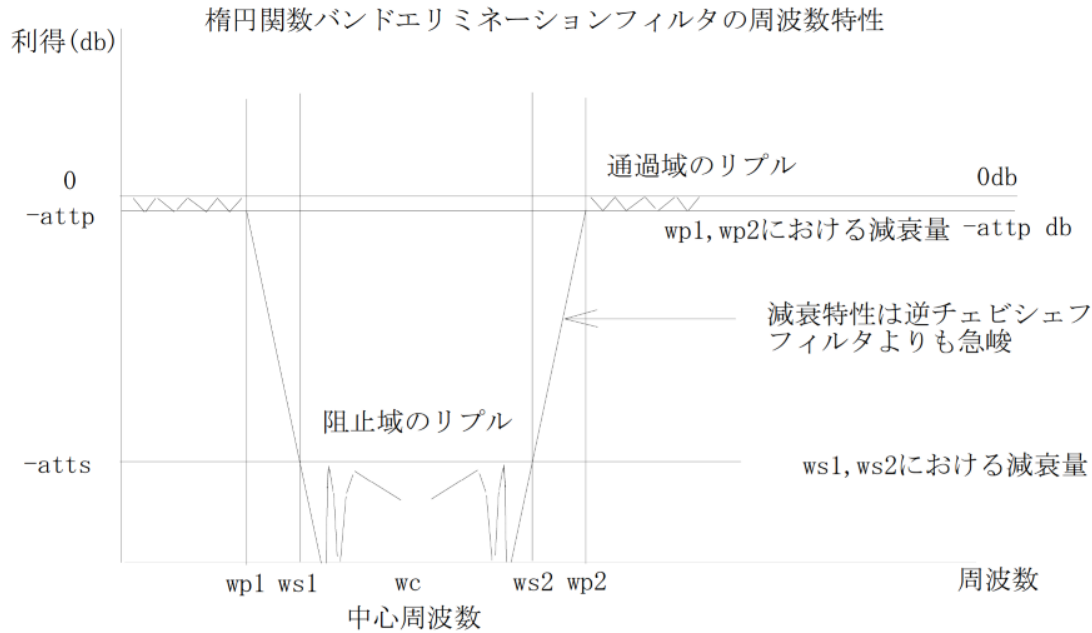 楕円関数バンドエリミネーションフィルタの周波数特性
利得(db)
通過域のリプル
0
0db
-attp
wp1,wp2における減衰量 -attp db
減衰特性は逆チェビシェフ
フィルタよりも急峻
阻止域のリプル
-atts
ws1,ws2における減衰量
wp1 ws1 wc ws2 wp2 周波数
中心周波数